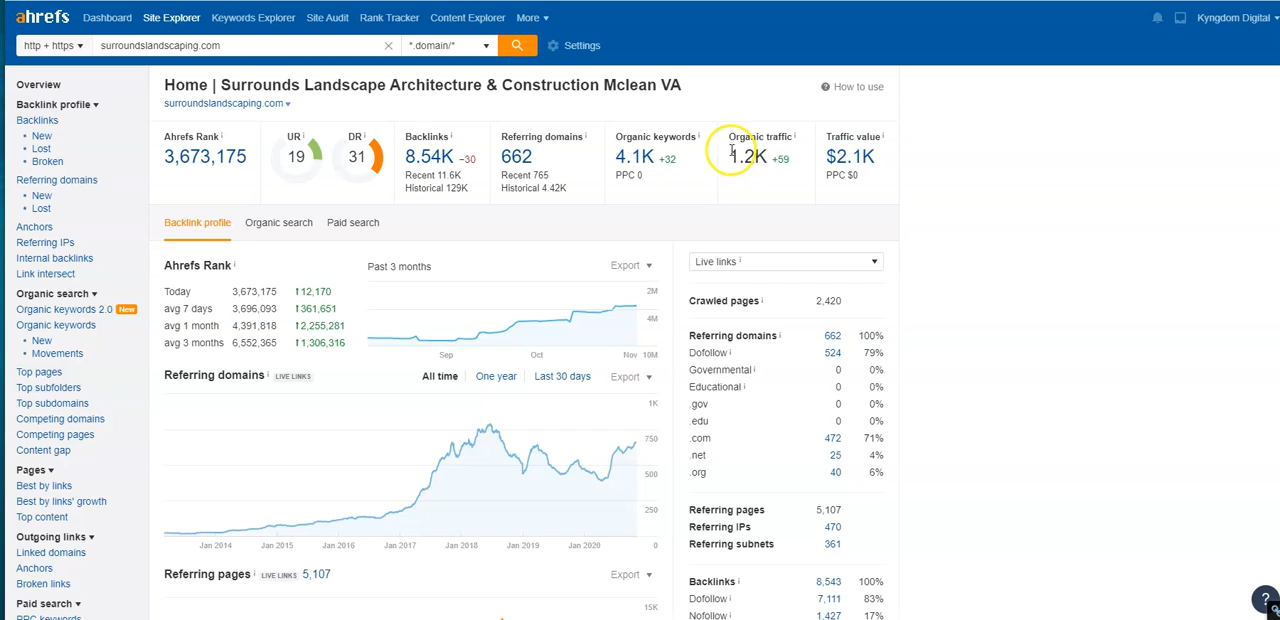 ahrefs Dashboard Site Explorer Keywords Explorer Site Audit Rank Tracker Content Explorer More Kyngdom Digital
http + https surroundslandscaping.com *.domain/* Settings
Overview
Backlink profile
Backlinks
New
Lost
Broken
Referring domains
New
Lost
Anchors
Referring IPs
Internal backlinks
Link intersect
Organic search
Organic keywords 2.0 New
Organic keywords
New
Movements
Top pages
Top subfolders
Top subdomains
Competing domains
Competing pages
Content gap
Pages
Best by links
Best by links' growth
Top content
Outgoing links
Linked domains
Anchors
Broken links
Paid search
PPC keywords
Home | Surrounds Landscape Architecture & Construction Mclean VA
How to use
surroundslandscaping.com
Ahrefs Rank
3,673,175
UR
19
DR
31
Backlinks
8.54K −30
Recent 11.6K
Historical 129K
Referring domains
662
Recent 765
Historical 4.42K
Organic keywords
4.1K +32
PPC 0
Organic traffic
1.2K +59
Traffic value
$2.1K
PPC $0
Backlink profile Organic search Paid search
Ahrefs Rank Past 3 months Export
Today 3,673,175 ↑12,170
avg 7 days 3,696,093 ↑361,651
avg 1 month 4,391,818 ↑2,255,281
avg 3 months 6,552,365 ↑1,306,316
2M
4M
10M
Sep Oct Nov
Referring domains LIVE LINKS All time One year Last 30 days Export
1K
750
500
250
0
Jan 2014 Jan 2015 Jan 2016 Jan 2017 Jan 2018 Jan 2019 Jan 2020
Referring pages LIVE LINKS 5,107 Export
15K
Live links
Crawled pages 2,420
Referring domains 662 100%
Dofollow 524 79%
Governmental 0 0%
Educational 0 0%
.gov 0 0%
.edu 0 0%
.com 472 71%
.net 25 4%
.org 40 6%
Referring pages 5,107
Referring IPs 470
Referring subnets 361
Backlinks 8,543 100%
Dofollow 7,111 83%
Nofollow 1,427 17%
?